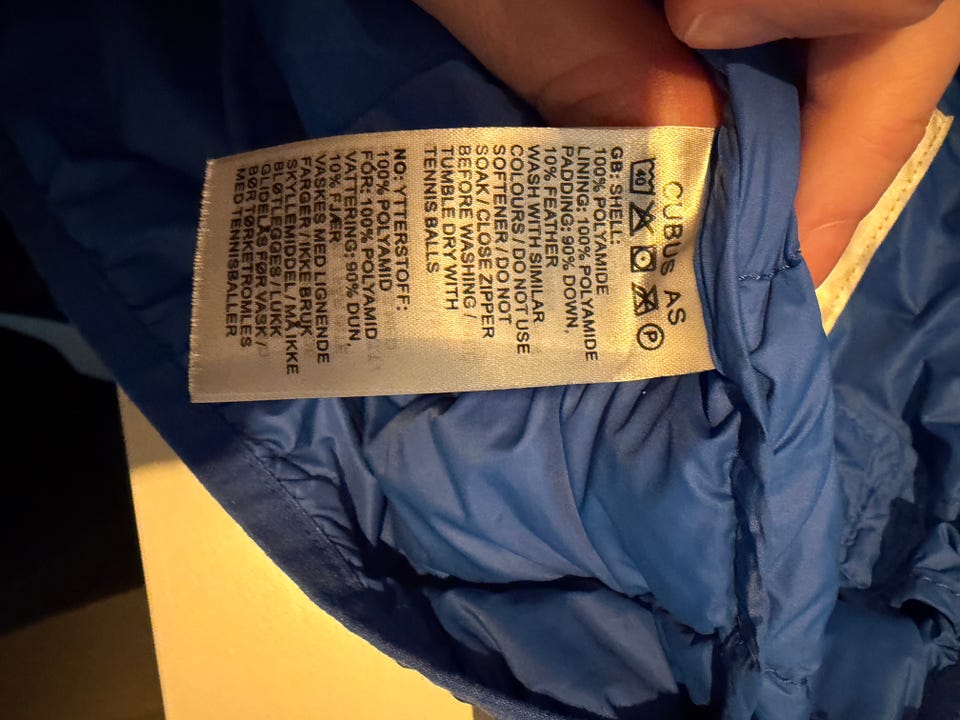 CUBUS AS
40 P
GB: SHELL:
100% POLYAMIDE
LINING: 100% POLYAMIDE
PADDING: 90% DOWN,
10% FEATHER
WASH WITH SIMILAR
COLOURS / DO NOT USE
SOFTENER / DO NOT
SOAK / CLOSE ZIPPER
BEFORE WASHING /
TUMBLE DRY WITH
TENNIS BALLS
NO: YTTERSTOFF:
100% POLYAMID
FÔR: 100% POLYAMID
VATTERING: 90% DUN,
10% FJÆR
VASKES MED LIGNENDE
FARGER / IKKE BRUK
SKYLLEMIDDEL / MÅ IKKE
BLØTLEGGES / LUKK
GLIDELÅS FØR VASK /
BØR TØRKETROMLES
MED TENNISBALLER